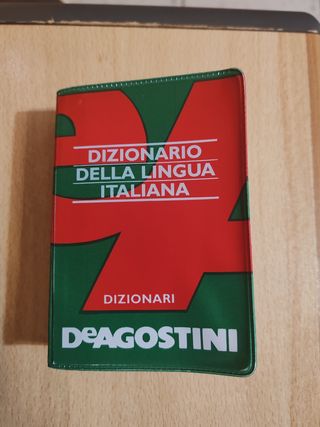 DIZIONARIO
DELLA LINGUA
ITALIANA
DIZIONARI
DeAGOSTINI